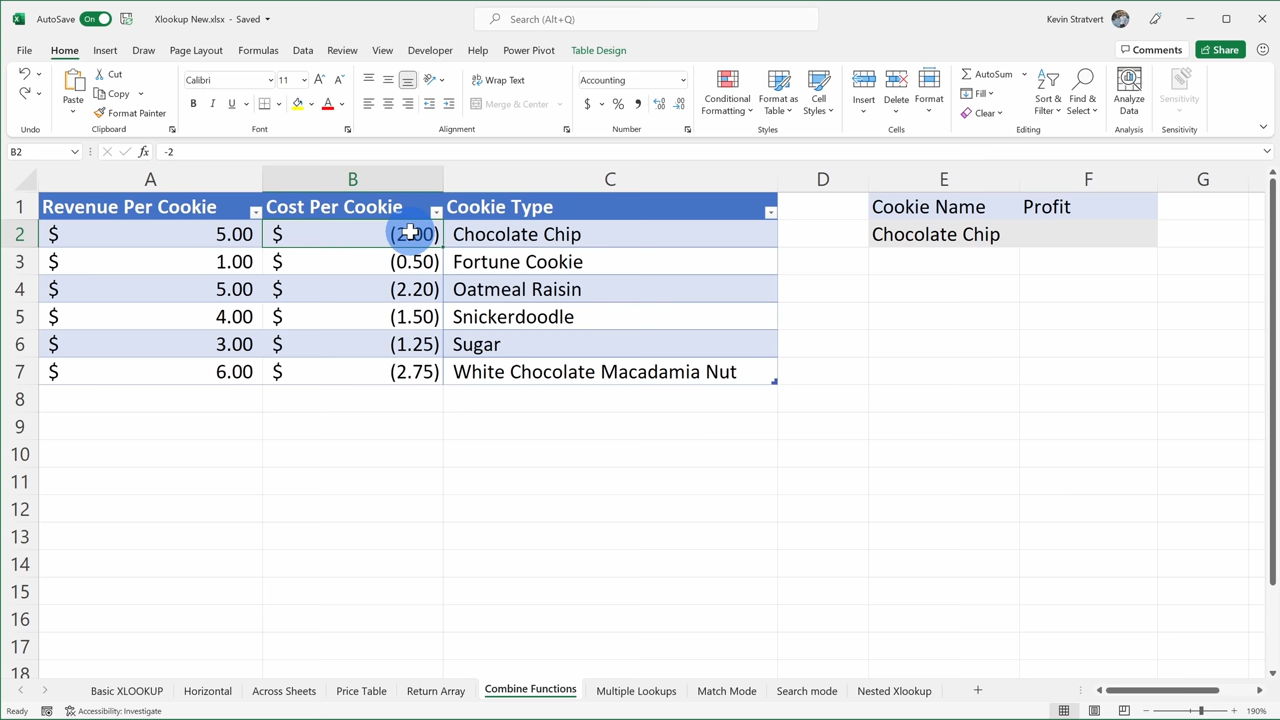 AutoSave On Xlookup New.xlsx - Saved Search (Alt+Q) Kevin Stratvert
File Home Insert Draw Page Layout Formulas Data Review View Developer Help Power Pivot Table Design Comments Share
Undo
Paste Cut
Copy
Format Painter
Clipboard
Calibri 11 A A
B I U A
Font
Wrap Text
Merge & Center
Alignment
Accounting
$ % ,
Number
Conditional Formatting
Format as Table
Cell Styles
Styles
Insert Delete Format
Cells
AutoSum
Fill
Clear
Sort & Filter
Find & Select
Editing
Analyze Data
Analysis
Sensitivity
Sensitivity
B2 fx -2
A B C D E F G
1 Revenue Per Cookie Cost Per Cookie Cookie Type Cookie Name Profit
2 $ 5.00 $ (2.00) Chocolate Chip Chocolate Chip
3 $ 1.00 $ (0.50) Fortune Cookie
4 $ 5.00 $ (2.20) Oatmeal Raisin
5 $ 4.00 $ (1.50) Snickerdoodle
6 $ 3.00 $ (1.25) Sugar
7 $ 6.00 $ (2.75) White Chocolate Macadamia Nut
8
9
10
11
12
13
14
15
16
17
18
Basic XLOOKUP Horizontal Across Sheets Price Table Return Array Combine Functions Multiple Lookups Match Mode Search mode Nested Xlookup +
Ready Accessibility: Investigate 190%